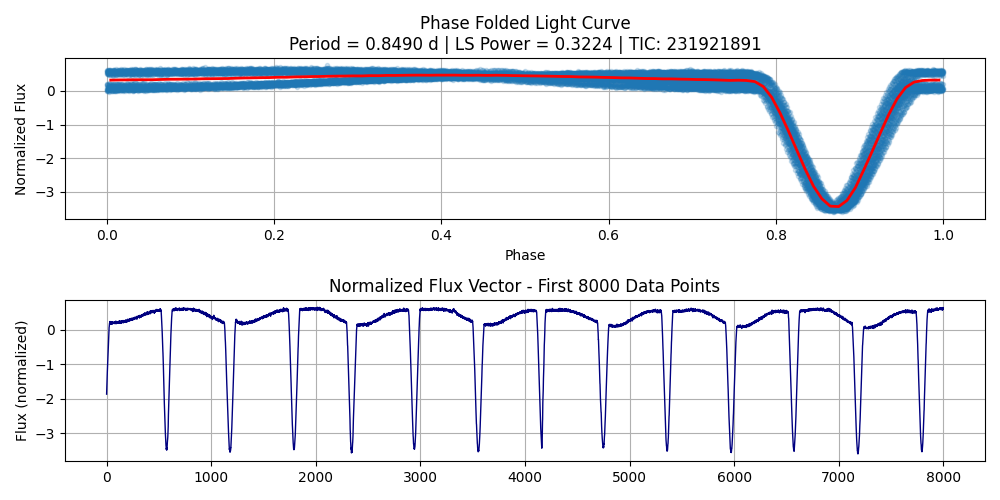 Phase Folded Light Curve
Period = 0.8490 d | LS Power = 0.3224 | TIC: 231921891
Normalized Flux
0
−1
−2
−3
0.0 0.2 0.4 0.6 0.8 1.0
Phase
Normalized Flux Vector - First 8000 Data Points
Flux (normalized)
0
−1
−2
−3
0 1000 2000 3000 4000 5000 6000 7000 8000